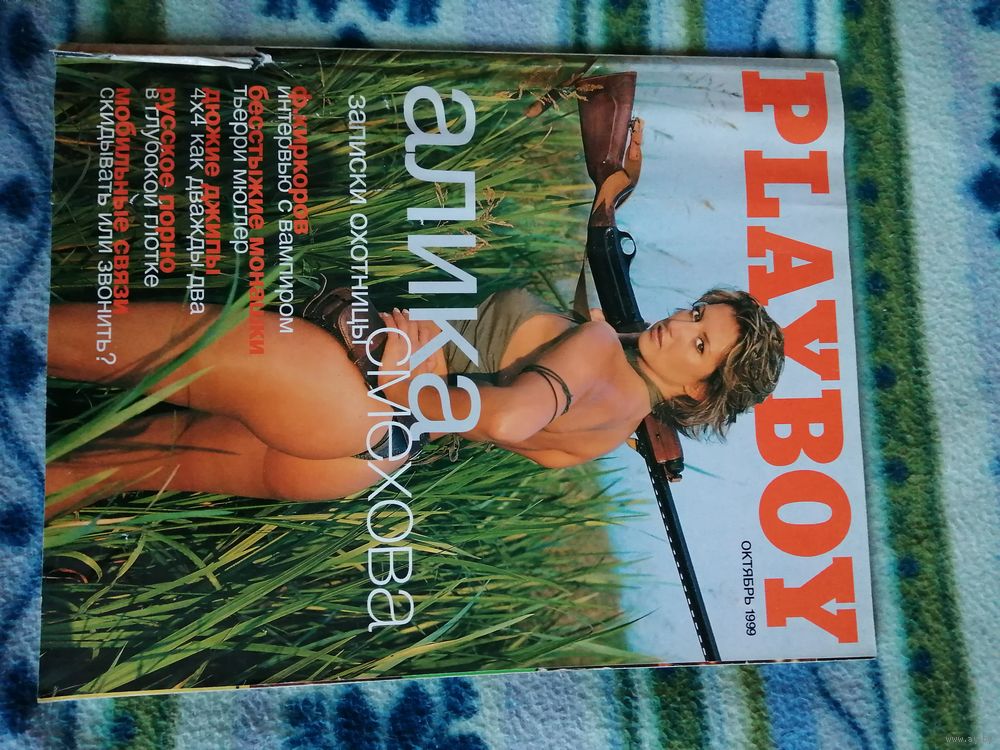 PLAYBOY
ОКТЯБРЬ 1999
алика
смехова
записки охотницы
ф.киркоров
интервью с вампиром
бесстыжие монашки
тьерри мюглер
дюжие джипы
4х4 как дважды два
русское порно
в глубокой глотке
мобильные связи
скидывать или звонить?